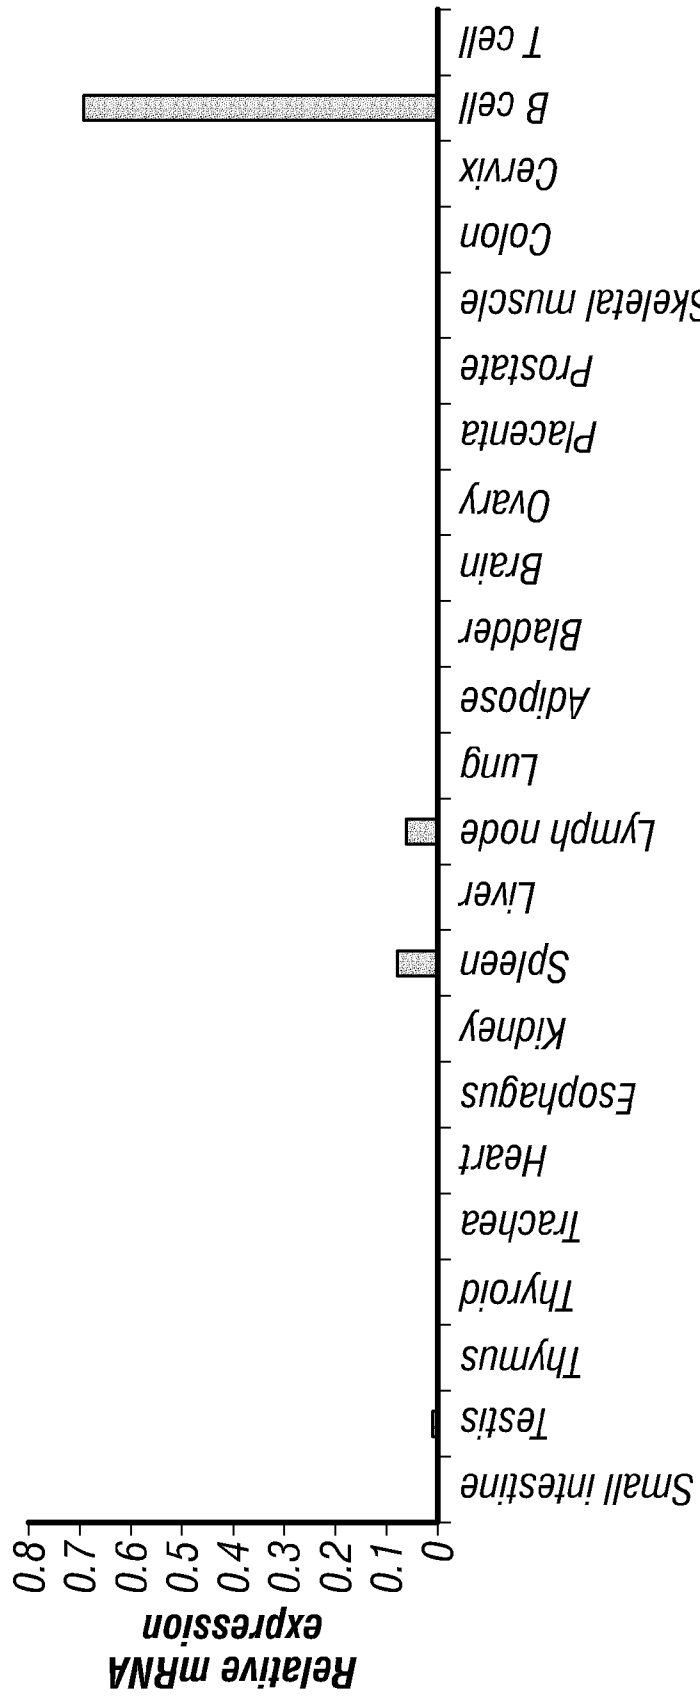 Relative mRNA
expression
0.8
0.7
0.6
0.5
0.4
0.3
0.2
0.1
0
Small intestine
Testis
Thymus
Thyroid
Trachea
Heart
Esophagus
Kidney
Spleen
Liver
Lymph node
Lung
Adipose
Bladder
Brain
Ovary
Placenta
Prostate
Skeletal muscle
Colon
Cervix
B cell
T cell